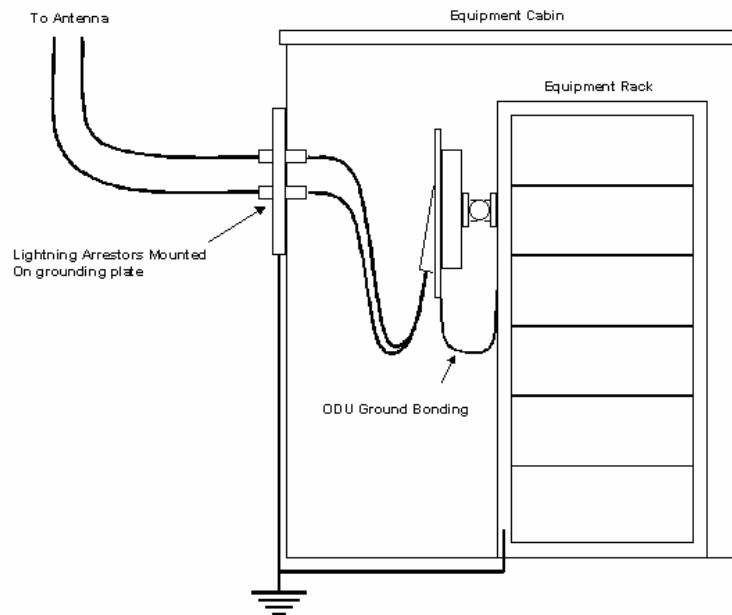 To Antenna
Equipment Cabin
Equipment Rack
Lightning Arrestors Mounted
On grounding plate
ODU Ground Bonding